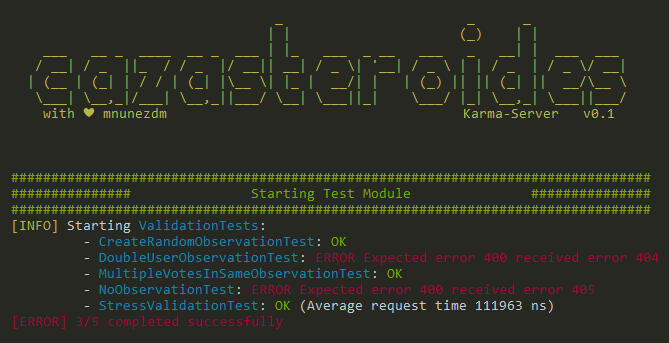 cazasteroides
with ♥ mnunezdm Karma-Server v0.1
################################################################################
############### Starting Test Module ###############
################################################################################
[INFO] Starting ValidationTests:
- CreateRandomObservationTest: OK
- DoubleUserObservationTest: ERROR Expected error 400 received error 404
- MultipleVotesInSameObservationTest: OK
- NoObservationTest: ERROR Expected error 400 received error 405
- StressValidationTest: OK (Average request time 111963 ns)
[ERROR] 3/5 completed successfully